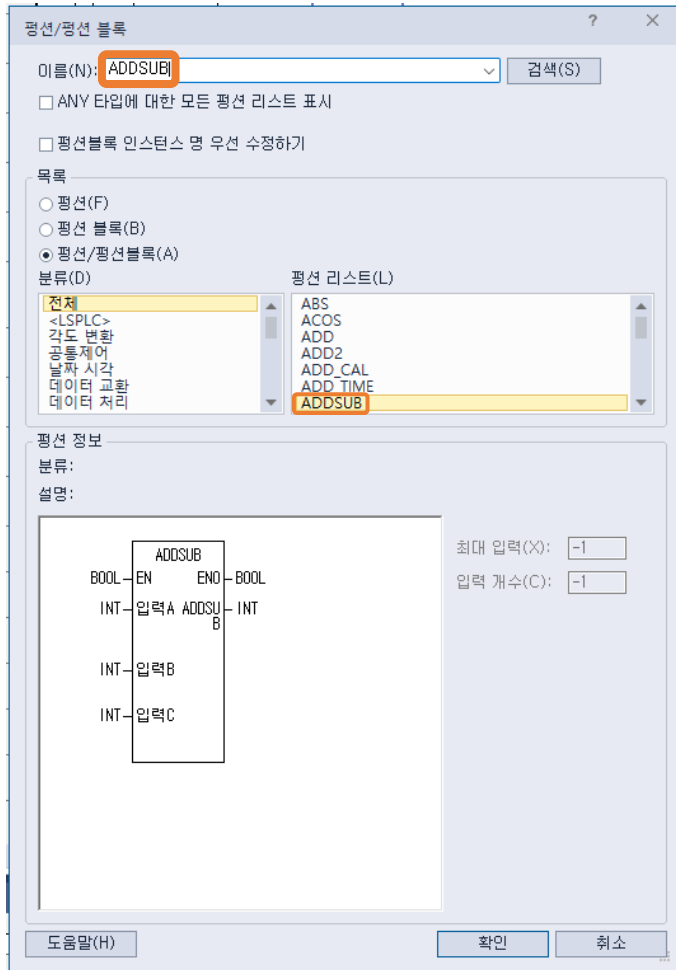 펑션/펑션 블록 ? ×
이름(N): ADDSUB 검색(S)
ANY 타입에 대한 모든 펑션 리스트 표시
펑션블록 인스턴스 명 우선 수정하기
목록
펑션(F)
펑션 블록(B)
펑션/펑션블록(A)
분류(D) 펑션 리스트(L)
전체 ABS
<LSPLC> ACOS
각도 변환 ADD
공통제어 ADD2
날짜 시각 ADD_CAL
데이터 교환 ADD_TIME
데이터 처리 ADDSUB
펑션 정보
분류:
설명:
ADDSUB 최대 입력(X): -1
BOOL EN ENO BOOL 입력 개수(C): -1
INT 입력A ADDSU INT
B
INT 입력B
INT 입력C
도움말(H) 확인 취소